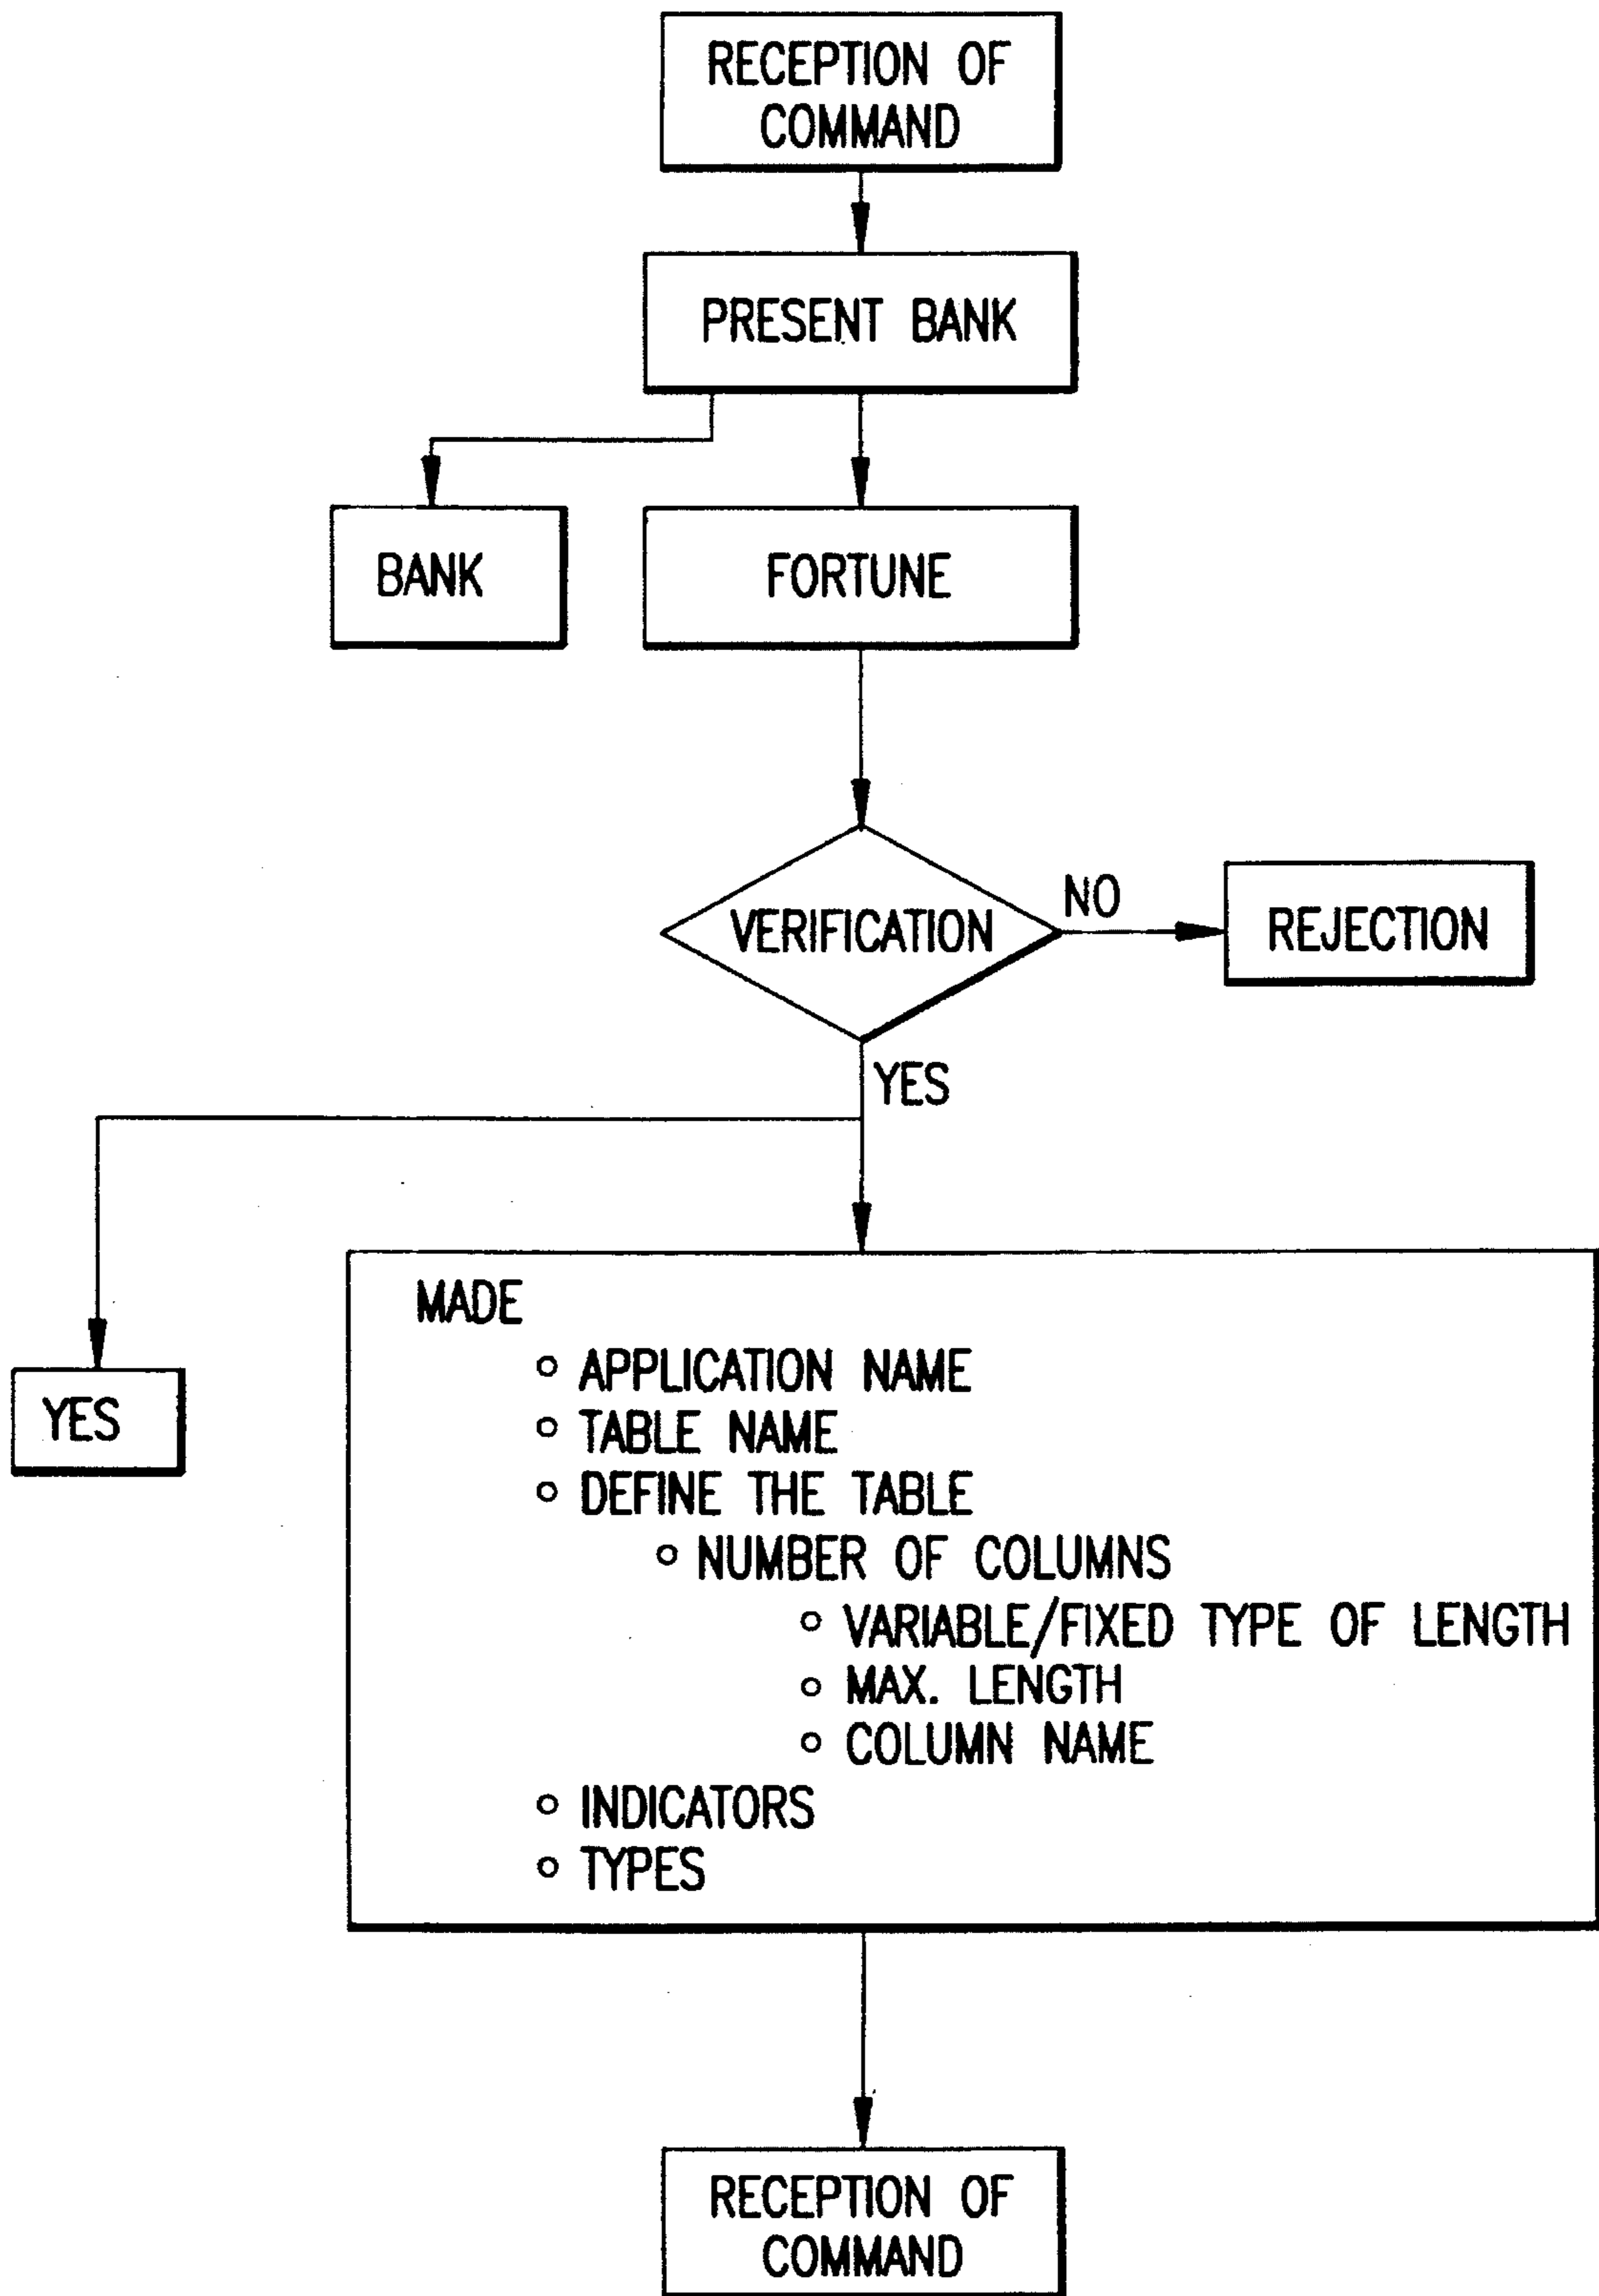 RECEPTION OF
COMMAND
PRESENT BANK
BANK
FORTUNE
VERIFICATION
NO
REJECTION
YES
YES
MADE
○ APPLICATION NAME
○ TABLE NAME
○ DEFINE THE TABLE
○ NUMBER OF COLUMNS
○ VARIABLE/FIXED TYPE OF LENGTH
○ MAX. LENGTH
○ COLUMN NAME
○ INDICATORS
○ TYPES
RECEPTION OF
COMMAND